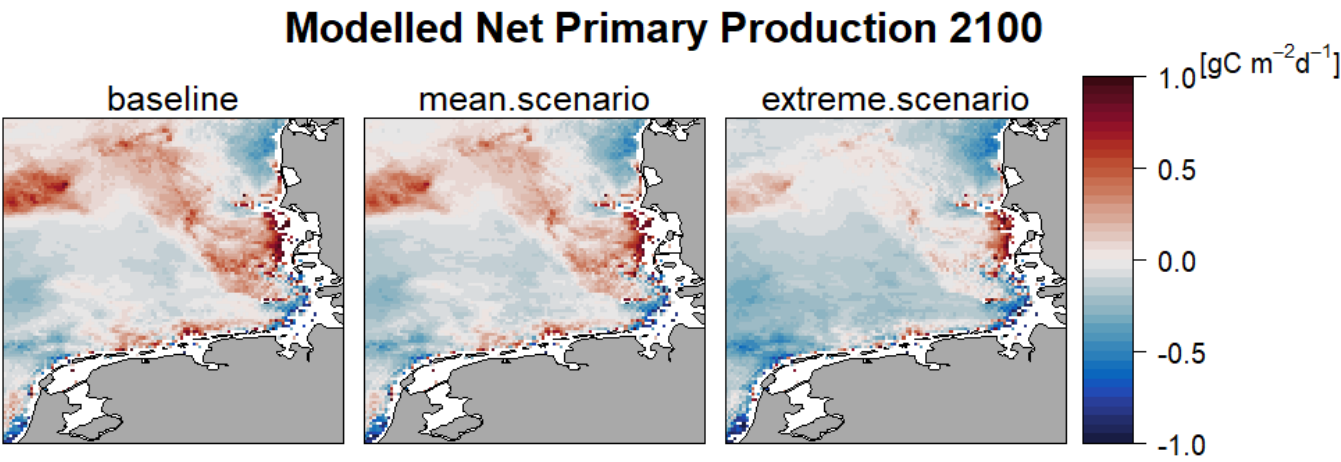 Modelled Net Primary Production 2100
baseline
mean.scenario
extreme.scenario
[gC m⁻²d⁻¹]
1.0
0.5
0.0
-0.5
-1.0